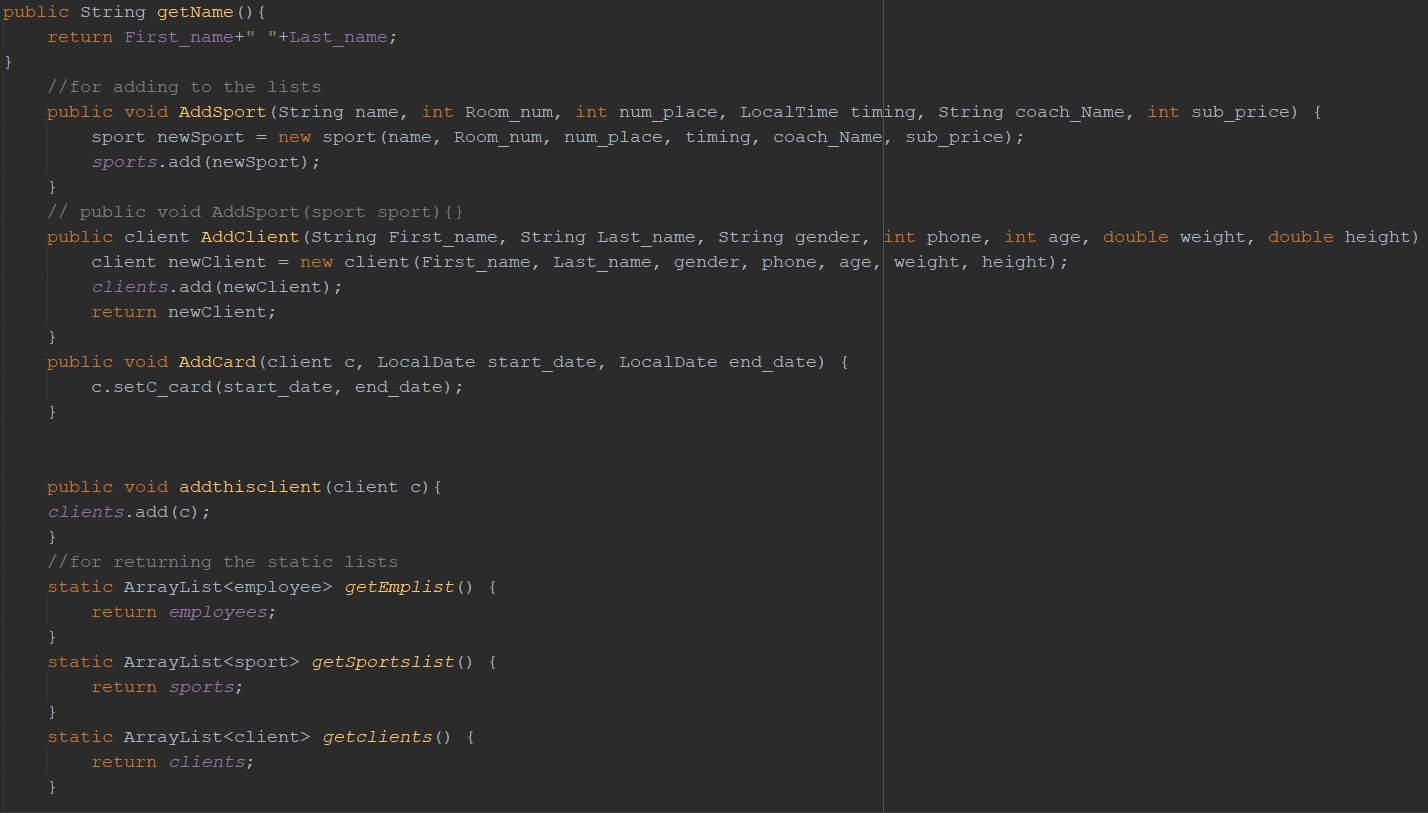 public String getName(){
    return First_name+" "+Last_name;
}
    //for adding to the lists
    public void AddSport(String name, int Room_num, int num_place, LocalTime timing, String coach_Name, int sub_price) {
        sport newSport = new sport(name, Room_num, num_place, timing, coach_Name, sub_price);
        sports.add(newSport);
    }
    // public void AddSport(sport sport){}
    public client AddClient(String First_name, String Last_name, String gender, int phone, int age, double weight, double height)
        client newClient = new client(First_name, Last_name, gender, phone, age, weight, height);
        clients.add(newClient);
        return newClient;
    }
    public void AddCard(client c, LocalDate start_date, LocalDate end_date) {
        c.setC_card(start_date, end_date);
    }
    public void addthisclient(client c){
    clients.add(c);
    }
    //for returning the static lists
    static ArrayList<employee> getEmplist() {
        return employees;
    }
    static ArrayList<sport> getSportslist() {
        return sports;
    }
    static ArrayList<client> getclients() {
        return clients;
    }